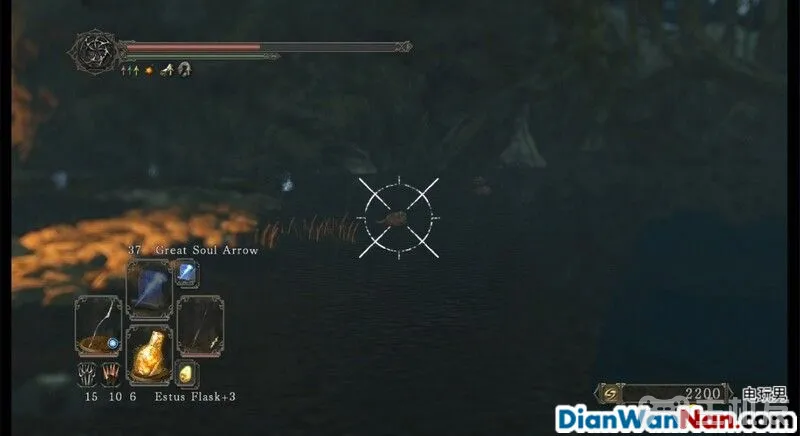 37 Great Soul Arrow
15 10 6 Estus Flask+3
2200
电玩男
DianWanNan.com